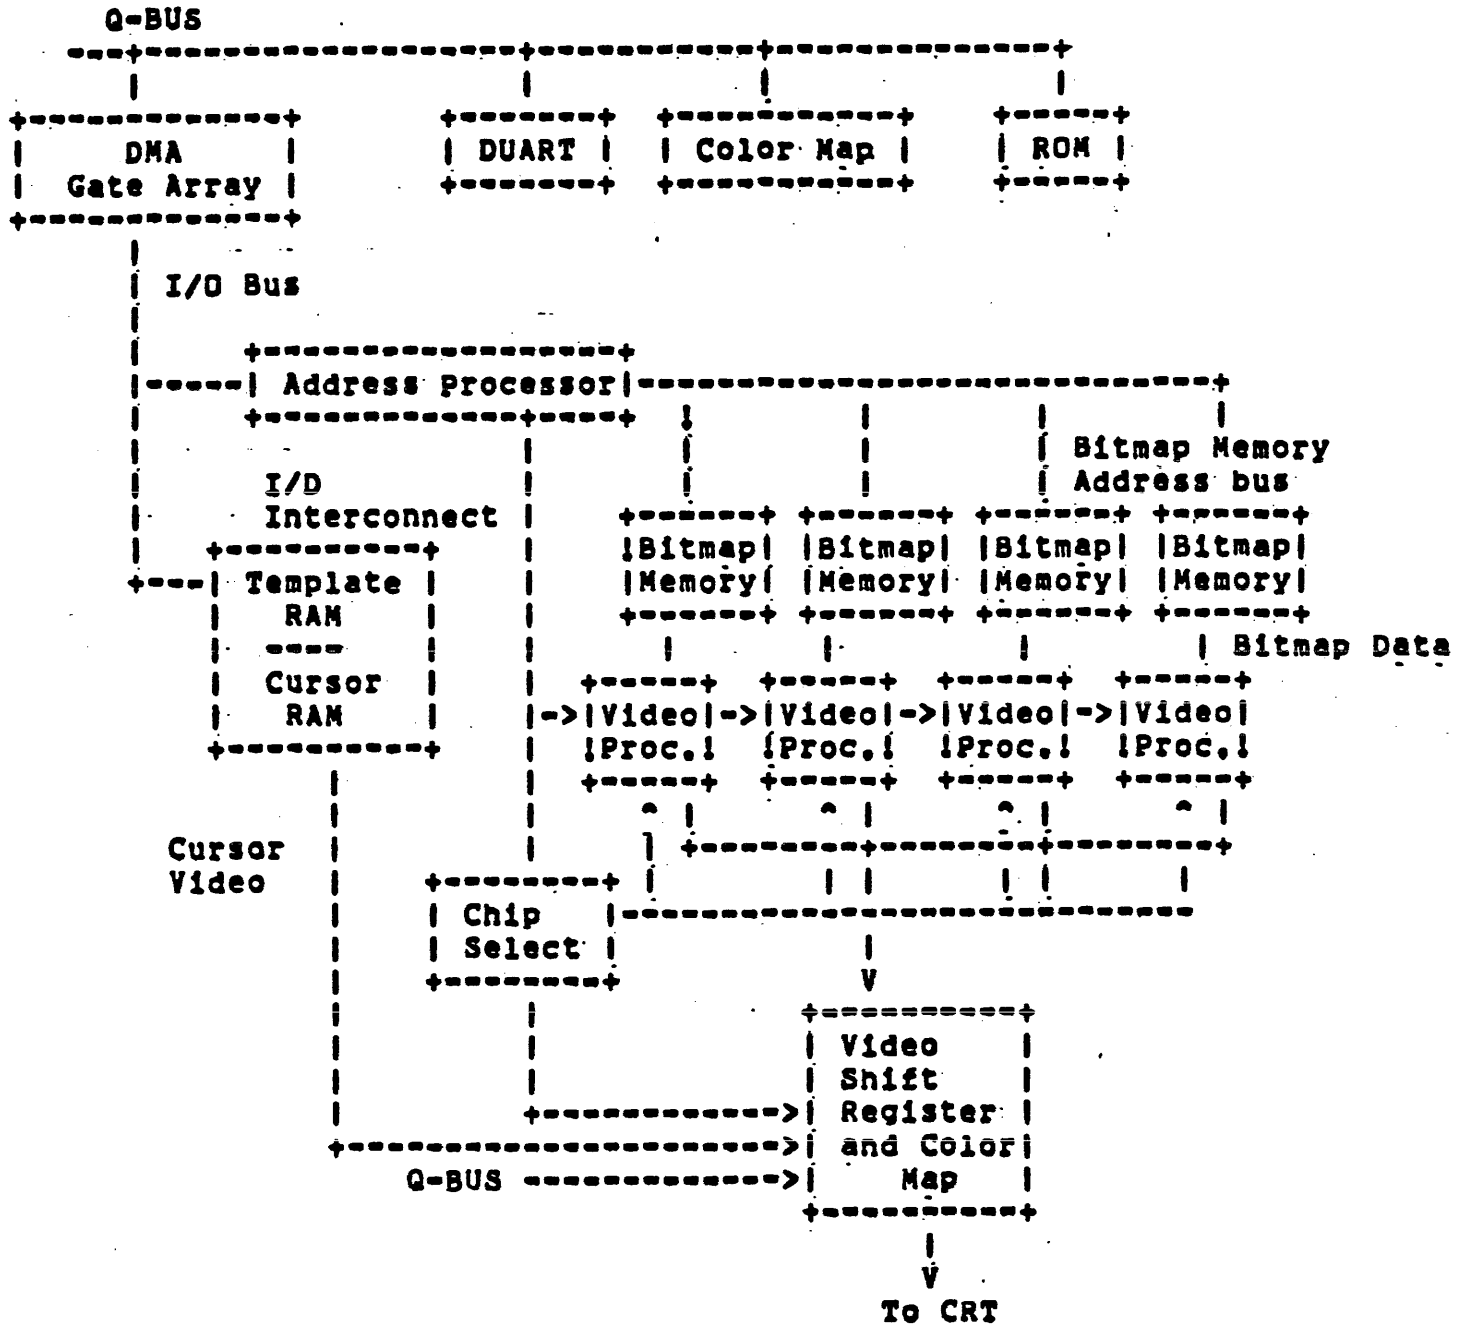 Q-BUS
DMA
Gate Array
DUART
Color Map
ROM
I/O Bus
Address Processor
Bitmap Memory
Address bus
I/D
Interconnect
Bitmap
Memory
Bitmap
Memory
Bitmap
Memory
Bitmap
Memory
Template
RAM
Cursor
RAM
Bitmap Data
Video
Proc.
Video
Proc.
Video
Proc.
Video
Proc.
Cursor
Video
Chip
Select
Video
Shift
Register
and Color
Map
Q-BUS
To CRT